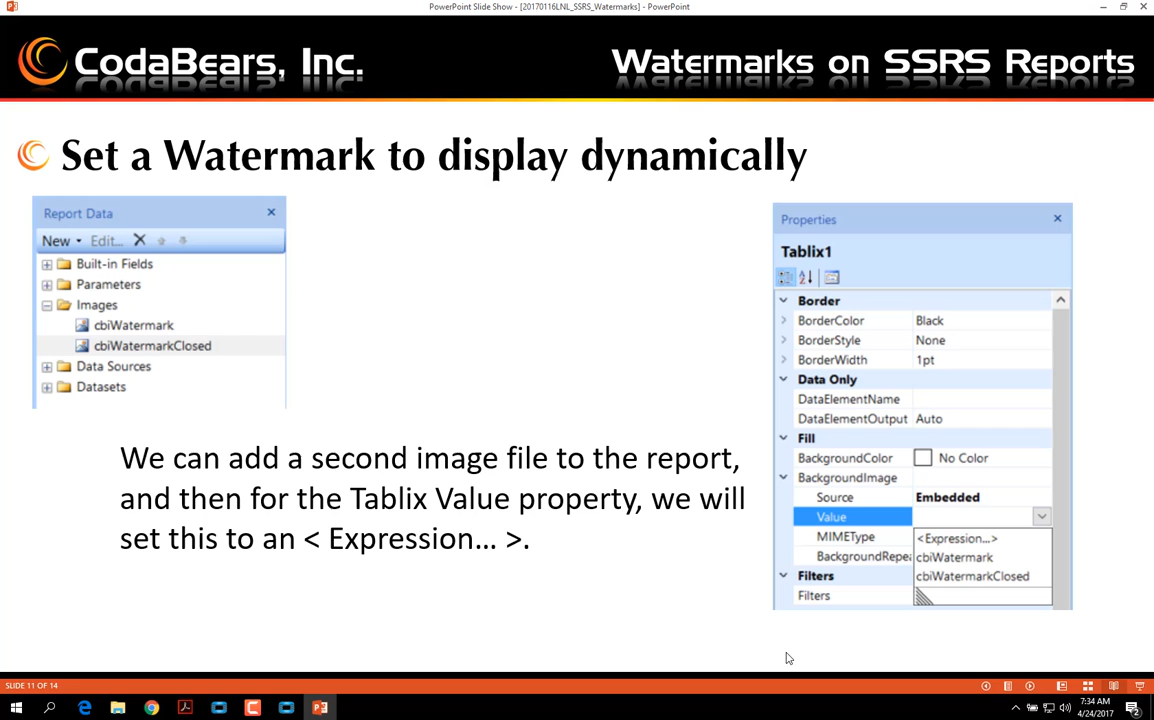 PowerPoint Slide Show - [20170116LNL_SSRS_Watermarks] - PowerPoint
CodaBears, Inc.
Watermarks on SSRS Reports
Set a Watermark to display dynamically
Report Data
New Edit...
Built-in Fields
Parameters
Images
cbiWatermark
cbiWatermarkClosed
Data Sources
Datasets
We can add a second image file to the report,
and then for the Tablix Value property, we will
set this to an < Expression... >.
Properties
Tablix1
Border
BorderColor Black
BorderStyle None
BorderWidth 1pt
Data Only
DataElementName
DataElementOutput Auto
Fill
BackgroundColor No Color
BackgroundImage
Source Embedded
Value
MIMEType
<Expression...>
cbiWatermark
BackgroundRepea
cbiWatermarkClosed
Filters
Filters
SLIDE 11 OF 14
7:34 AM
4/24/2017
2